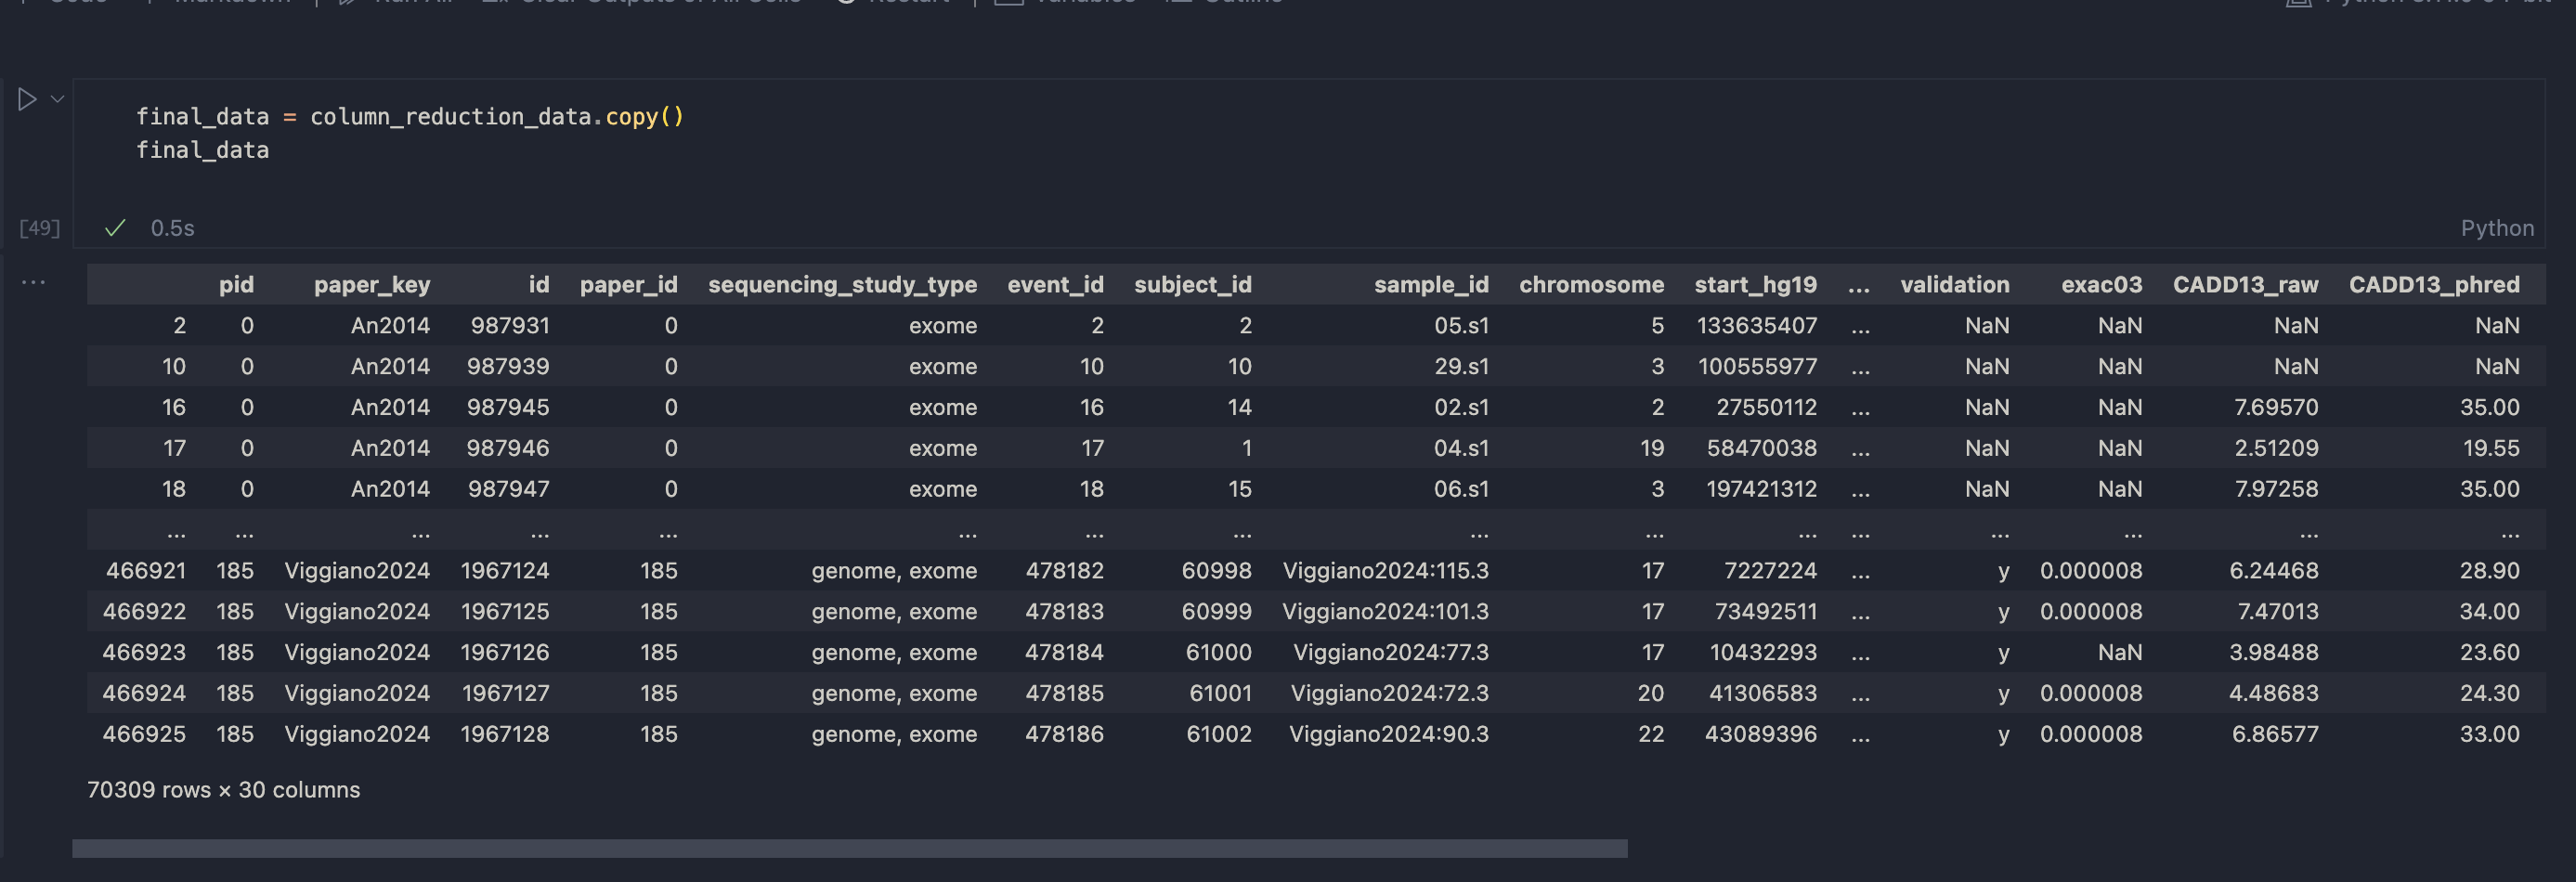 final_data = column_reduction_data.copy()
final_data
[49]
0.5s
Python
pid paper_key id paper_id sequencing_study_type event_id subject_id sample_id chromosome start_hg19 ... validation exac03 CADD13_raw CADD13_phred
2 0 An2014 987931 0 exome 2 2 05.s1 5 133635407 ... NaN NaN NaN NaN
10 0 An2014 987939 0 exome 10 10 29.s1 3 100555977 ... NaN NaN NaN NaN
16 0 An2014 987945 0 exome 16 14 02.s1 2 27550112 ... NaN NaN 7.69570 35.00
17 0 An2014 987946 0 exome 17 1 04.s1 19 58470038 ... NaN NaN 2.51209 19.55
18 0 An2014 987947 0 exome 18 15 06.s1 3 197421312 ... NaN NaN 7.97258 35.00
... ... ... ... ... ... ... ... ... ... ... ... ... ... ... ...
466921 185 Viggiano2024 1967124 185 genome, exome 478182 60998 Viggiano2024:115.3 17 7227224 ... y 0.000008 6.24468 28.90
466922 185 Viggiano2024 1967125 185 genome, exome 478183 60999 Viggiano2024:101.3 17 73492511 ... y 0.000008 7.47013 34.00
466923 185 Viggiano2024 1967126 185 genome, exome 478184 61000 Viggiano2024:77.3 17 10432293 ... y NaN 3.98488 23.60
466924 185 Viggiano2024 1967127 185 genome, exome 478185 61001 Viggiano2024:72.3 20 41306583 ... y 0.000008 4.48683 24.30
466925 185 Viggiano2024 1967128 185 genome, exome 478186 61002 Viggiano2024:90.3 22 43089396 ... y 0.000008 6.86577 33.00
70309 rows × 30 columns